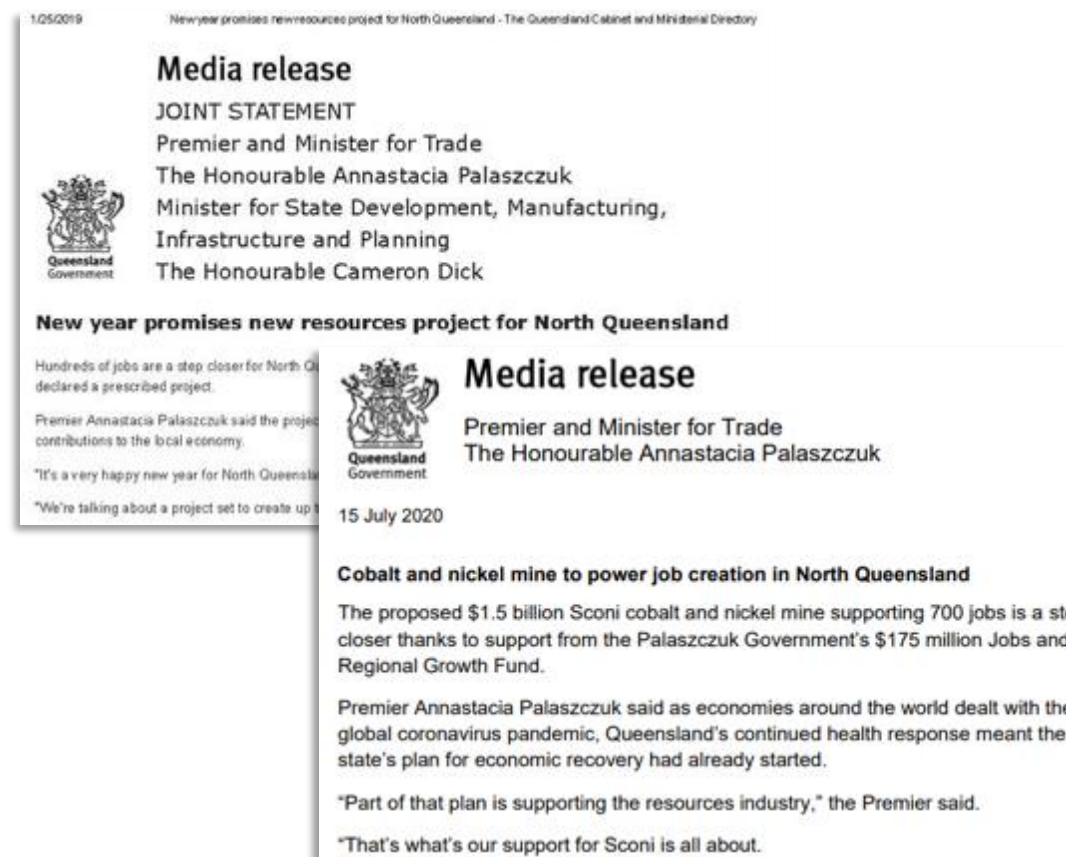 1/25/2019 New year promises new resources project for North Queensland - The Queensland Cabinet and Ministerial Directory
Media release
JOINT STATEMENT
Premier and Minister for Trade
The Honourable Annastacia Palaszczuk
Minister for State Development, Manufacturing,
Infrastructure and Planning
The Honourable Cameron Dick
Queensland
Government
New year promises new resources project for North Queensland
Hundreds of jobs are a step closer for North
declared a prescribed project.
Premier Annastacia Palaszczuk said the
contributions to the local economy.
"It's a very happy new year for North
"We're talking about a project set to create up
Media release
Premier and Minister for Trade
The Honourable Annastacia Palaszczuk
Queensland
Government
15 July 2020
Cobalt and nickel mine to power job creation in North Queensland
The proposed $1.5 billion Sconi cobalt and nickel mine supporting 700 jobs is a
closer thanks to support from the Palaszczuk Government's $175 million Jobs and
Regional Growth Fund.
Premier Annastacia Palaszczuk said as economies around the world dealt with the
global coronavirus pandemic, Queensland's continued health response meant the
state's plan for economic recovery had already started.
"Part of that plan is supporting the resources industry," the Premier said.
"That's what's our support for Sconi is all about.